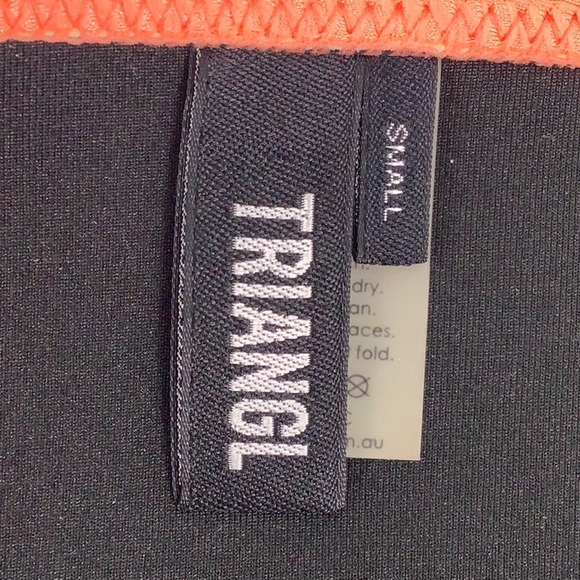 TRIANGL
SMALL
dry.
an.
aces.
fold.
.au